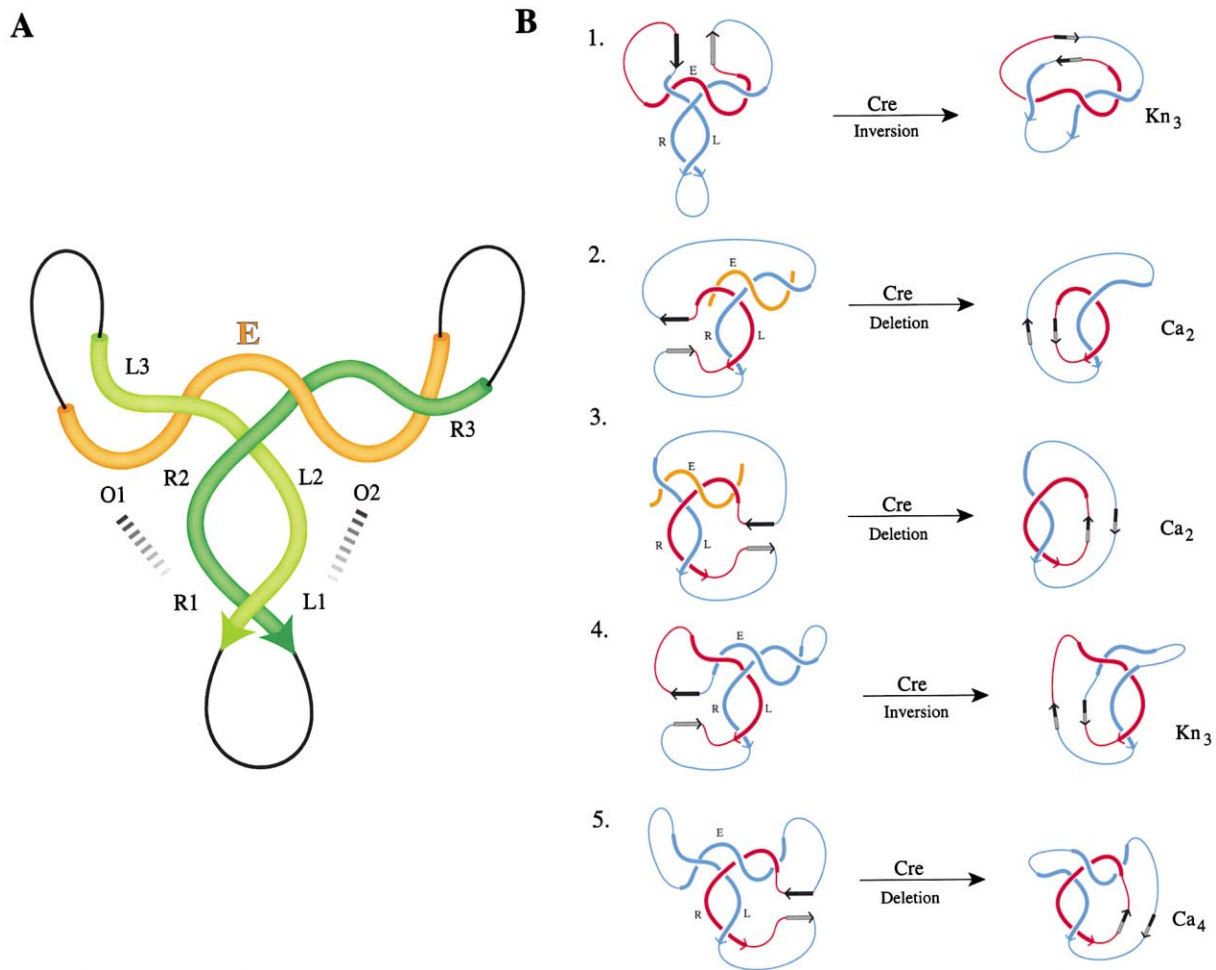 A
E
L3
R3
R2
L2
O1
O2
R1
L1
B
1.
E
R
L
Cre
Inversion
Kn3
2.
E
R
L
Cre
Deletion
Ca2
3.
E
R
L
Cre
Deletion
Ca2
4.
E
R
L
Cre
Inversion
Kn3
5.
E
R
L
Cre
Deletion
Ca4